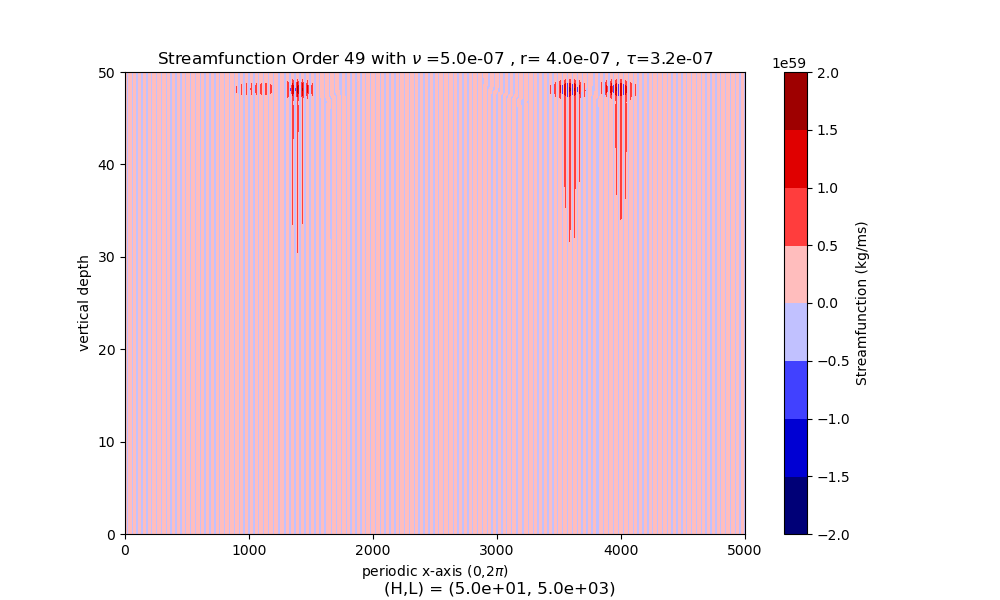 Streamfunction Order 49 with ν =5.0e-07 , r= 4.0e-07 , τ=3.2e-07
1e59
50
40
30
20
10
0
vertical depth
0 1000 2000 3000 4000 5000
periodic x-axis (0,2π)
(H,L) = (5.0e+01, 5.0e+03)
2.0
1.5
1.0
0.5
0.0
−0.5
−1.0
−1.5
−2.0
Streamfunction (kg/ms)